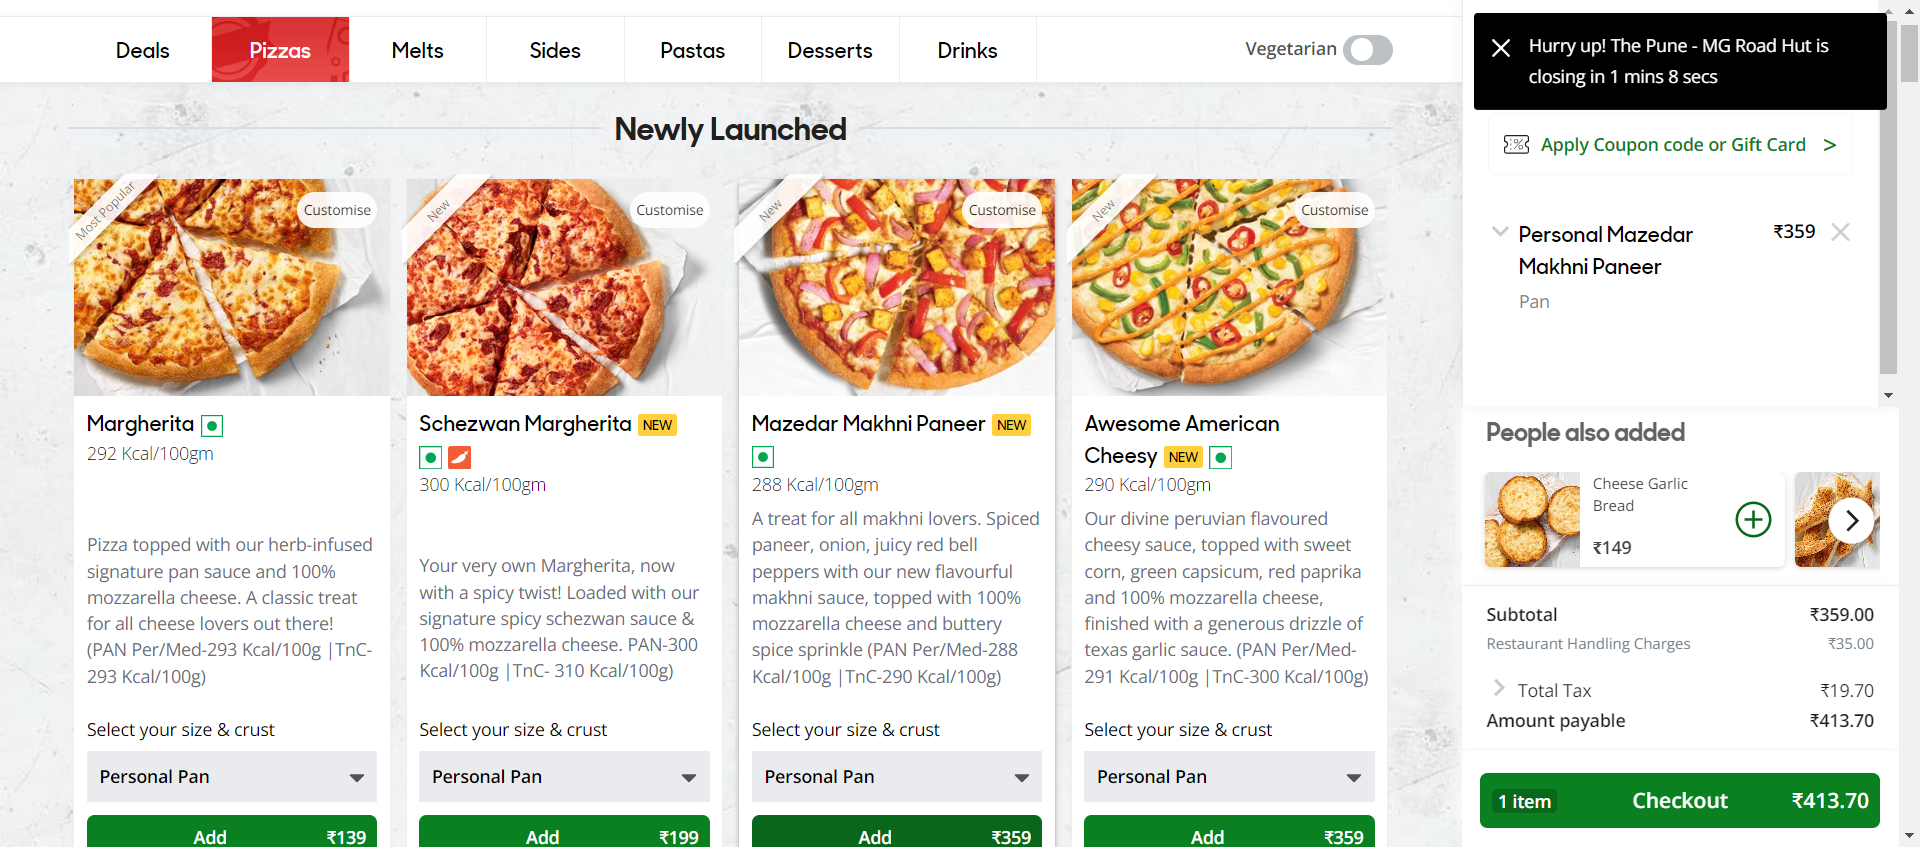 Deals
Pizzas
Melts
Sides
Pastas
Desserts
Drinks
Vegetarian
Newly Launched
Most Popular
Customise
Margherita
292 Kcal/100gm
Pizza topped with our herb-infused
signature pan sauce and 100%
mozzarella cheese. A classic treat
for all cheese lovers out there!
(PAN Per/Med-293 Kcal/100g |TnC-
293 Kcal/100g)
Select your size & crust
Personal Pan
Add ₹139
New
Customise
Schezwan Margherita NEW
300 Kcal/100gm
Your very own Margherita, now
with a spicy twist! Loaded with our
signature spicy schezwan sauce &
100% mozzarella cheese. PAN-300
Kcal/100g |TnC- 310 Kcal/100g)
Select your size & crust
Personal Pan
Add ₹199
New
Customise
Mazedar Makhni Paneer NEW
288 Kcal/100gm
A treat for all makhni lovers. Spiced
paneer, onion, juicy red bell
peppers with our new flavourful
makhni sauce, topped with 100%
mozzarella cheese and buttery
spice sprinkle (PAN Per/Med-288
Kcal/100g |TnC-290 Kcal/100g)
Select your size & crust
Personal Pan
Add ₹359
New
Customise
Awesome American
Cheesy NEW
290 Kcal/100gm
Our divine peruvian flavoured
cheesy sauce, topped with sweet
corn, green capsicum, red paprika
and 100% mozzarella cheese,
finished with a generous drizzle of
texas garlic sauce. (PAN Per/Med-
291 Kcal/100g |TnC-300 Kcal/100g)
Select your size & crust
Personal Pan
Add ₹359
Hurry up! The Pune - MG Road Hut is
closing in 1 mins 8 secs
Apply Coupon code or Gift Card >
Personal Mazedar ₹359
Makhni Paneer
Pan
People also added
Cheese Garlic
Bread
₹149
Subtotal ₹359.00
Restaurant Handling Charges ₹35.00
Total Tax ₹19.70
Amount payable ₹413.70
1 item Checkout ₹413.70